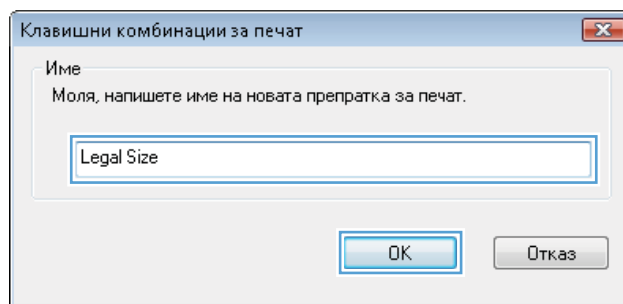 Клавишни комбинации за печат
Име
Моля, напишете име на новата препратка за печат.
Legal Size
OK
Отказ